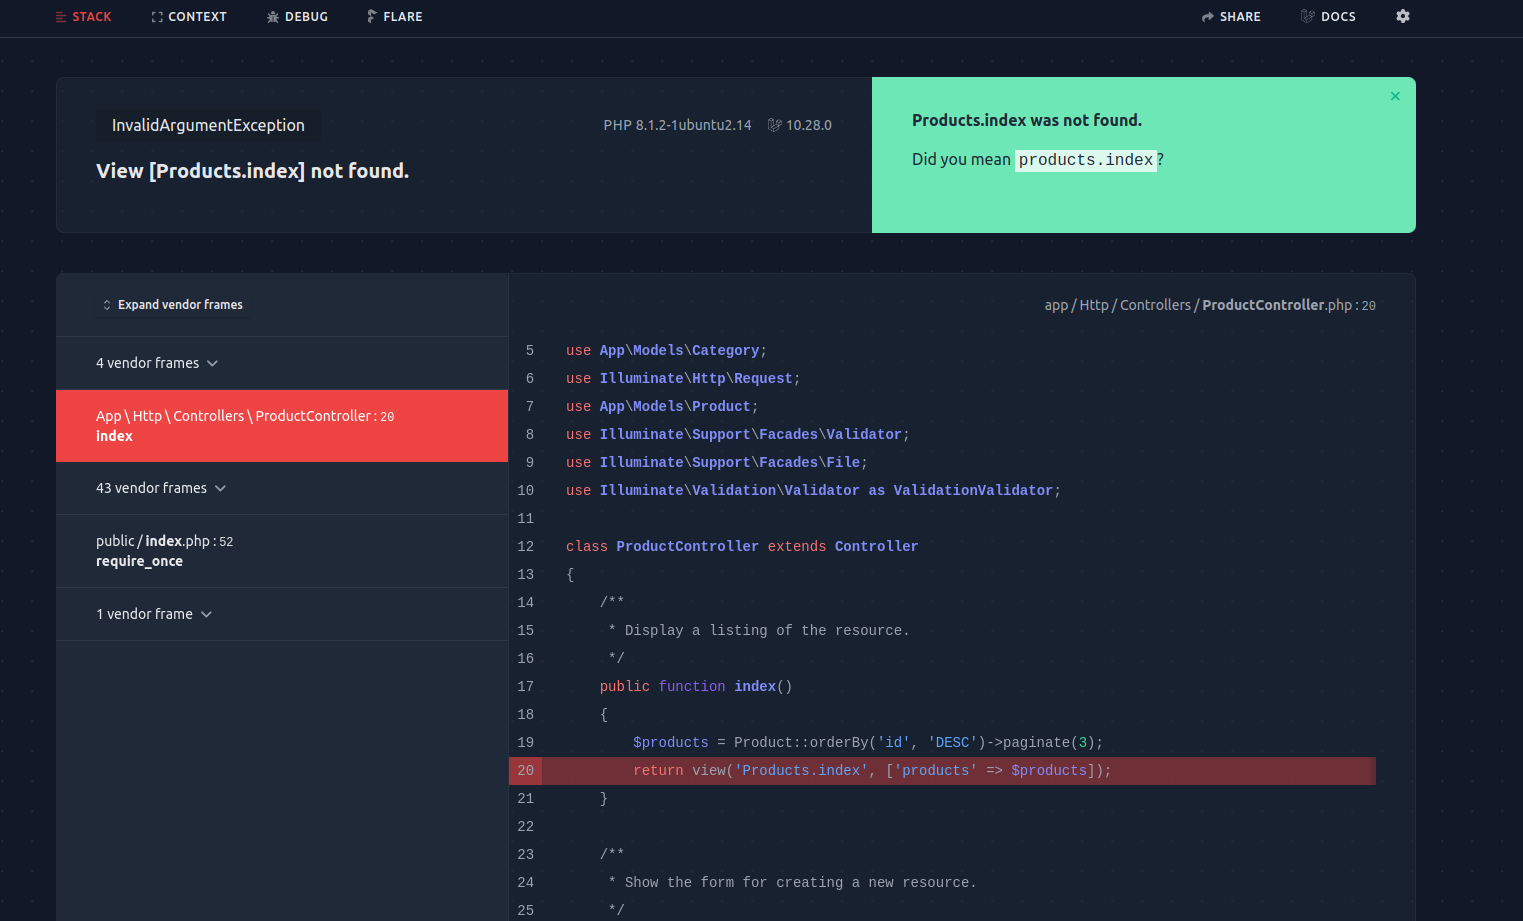 STACK CONTEXT DEBUG FLARE SHARE DOCS
InvalidArgumentException
PHP 8.1.2-1ubuntu2.14 10.28.0
View [Products.index] not found.
Products.index was not found.
Did you mean products.index?
Expand vendor frames
4 vendor frames
App \ Http \ Controllers \ ProductController : 20
index
43 vendor frames
public / index.php : 52
require_once
1 vendor frame
app / Http / Controllers / ProductController.php : 20
5 use App\Models\Category;
6 use Illuminate\Http\Request;
7 use App\Models\Product;
8 use Illuminate\Support\Facades\Validator;
9 use Illuminate\Support\Facades\File;
10 use Illuminate\Validation\Validator as ValidationValidator;
11
12 class ProductController extends Controller
13 {
14     /**
15      * Display a listing of the resource.
16      */
17     public function index()
18     {
19         $products = Product::orderBy('id', 'DESC')->paginate(3);
20         return view('Products.index', ['products' => $products]);
21     }
22
23     /**
24      * Show the form for creating a new resource.
25      */